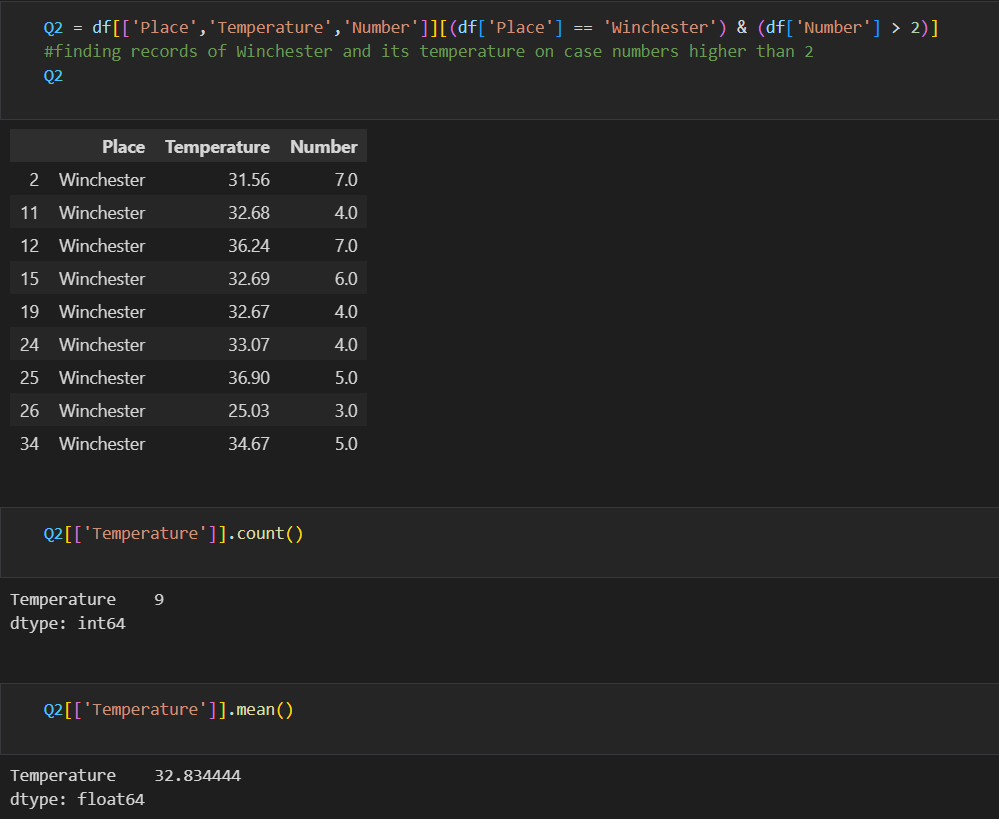 Q2 = df[['Place','Temperature','Number']][(df['Place'] == 'Winchester') & (df['Number'] > 2)]
#finding records of Winchester and its temperature on case numbers higher than 2
Q2
Place Temperature Number
2 Winchester 31.56 7.0
11 Winchester 32.68 4.0
12 Winchester 36.24 7.0
15 Winchester 32.69 6.0
19 Winchester 32.67 4.0
24 Winchester 33.07 4.0
25 Winchester 36.90 5.0
26 Winchester 25.03 3.0
34 Winchester 34.67 5.0
Q2[['Temperature']].count()
Temperature    9
dtype: int64
Q2[['Temperature']].mean()
Temperature    32.834444
dtype: float64